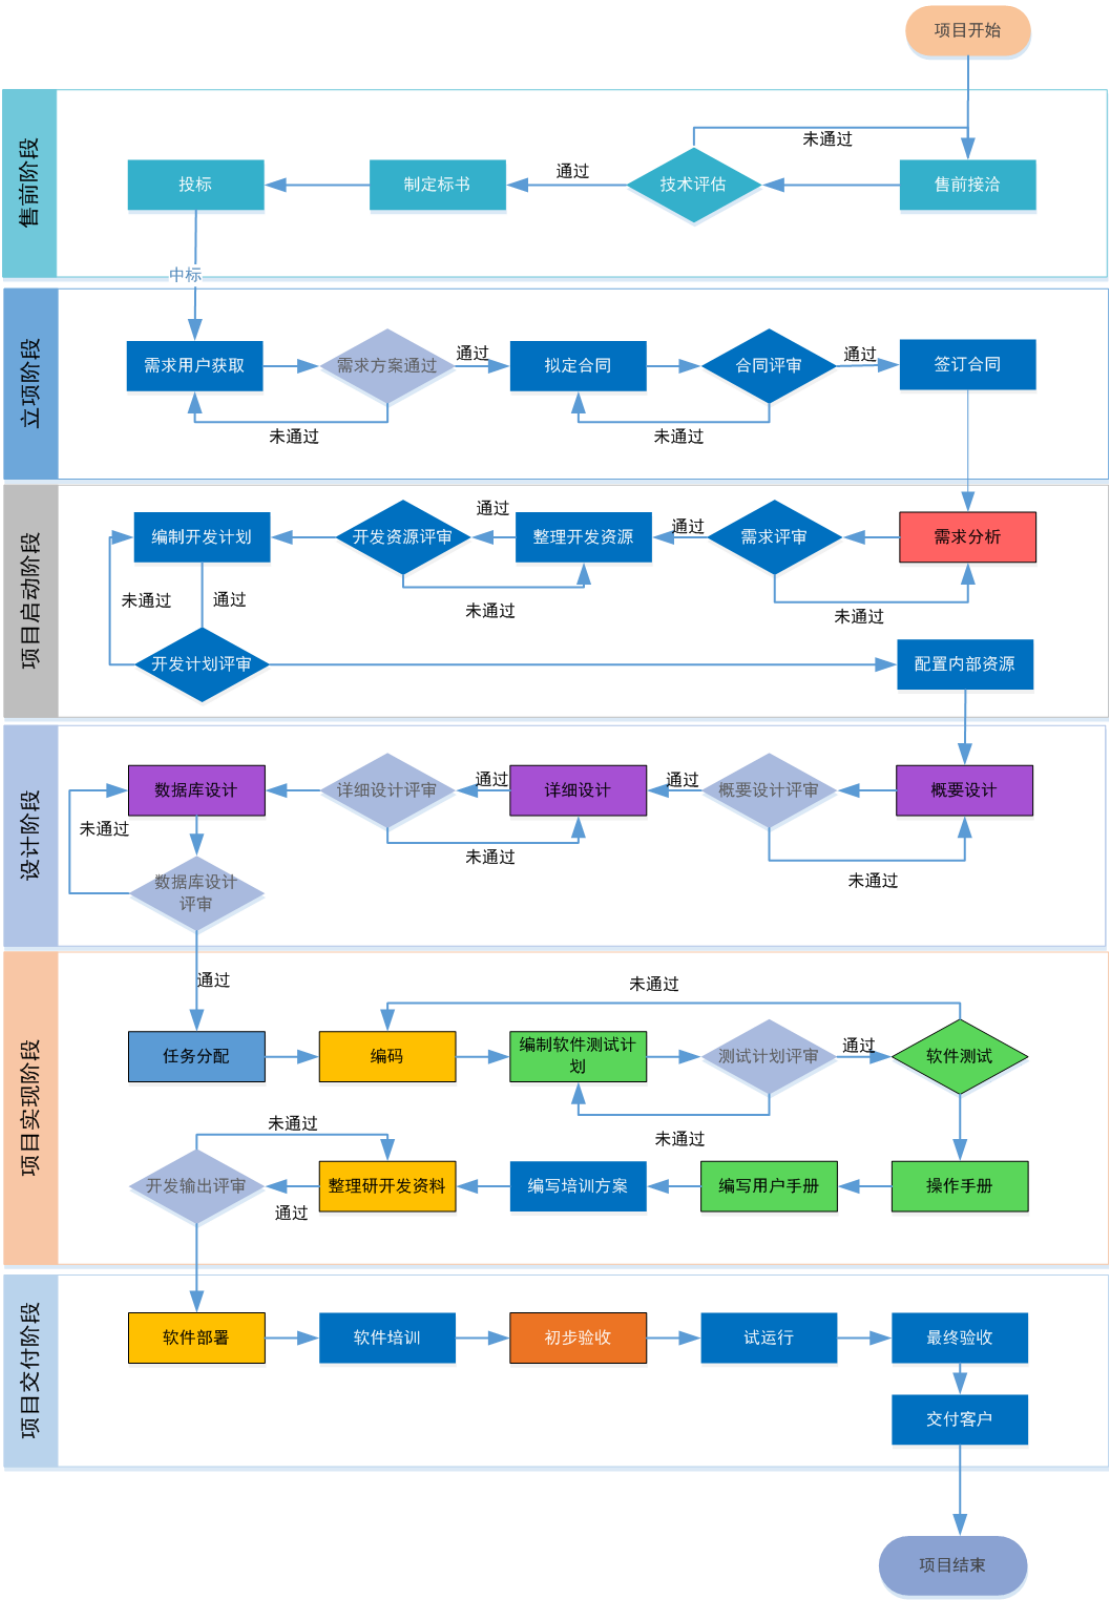 项目开始
售前阶段
未通过
通过
投标
制定标书
技术评估
售前接洽
中标
立项阶段
需求用户获取
需求方案通过
通过
拟定合同
合同评审
通过
签订合同
未通过
未通过
项目启动阶段
编制开发计划
开发资源评审
通过
整理开发资源
通过
需求评审
需求分析
未通过
通过
未通过
未通过
开发计划评审
配置内部资源
设计阶段
数据库设计
详细设计评审
通过
详细设计
通过
概要设计评审
概要设计
未通过
未通过
未通过
数据库设计
评审
通过
项目实现阶段
未通过
任务分配
编码
编制软件测试计
划
测试计划评审
通过
软件测试
未通过
未通过
开发输出评审
通过
整理研开发资料
编写培训方案
编写用户手册
操作手册
项目交付阶段
软件部署
软件培训
初步验收
试运行
最终验收
交付客户
项目结束